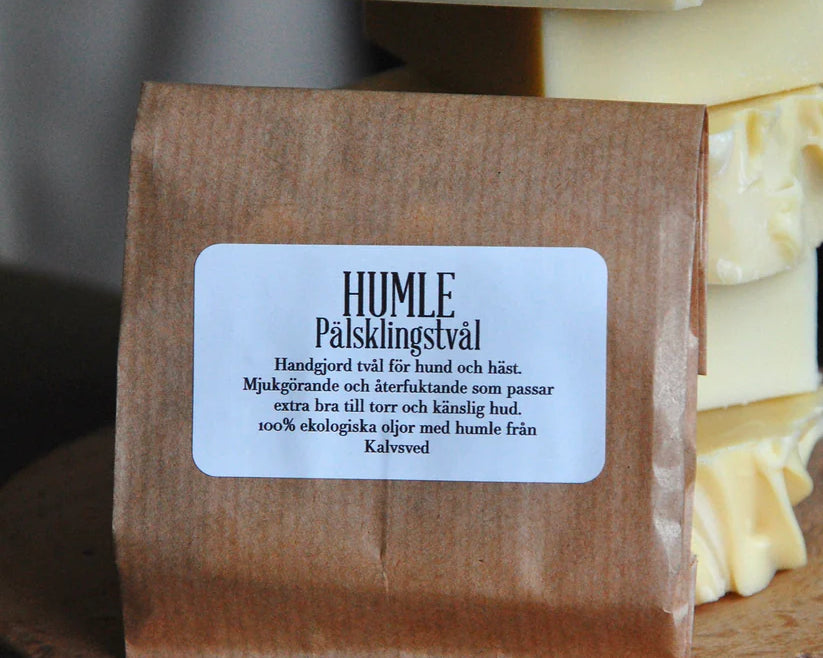 HUMLE
Pälsklingstvål
Handgjord tvål för hund och häst.
Mjukgörande och återfuktande som passar
extra bra till torr och känslig hud.
100% ekologiska oljor med humle från
Kalvsved